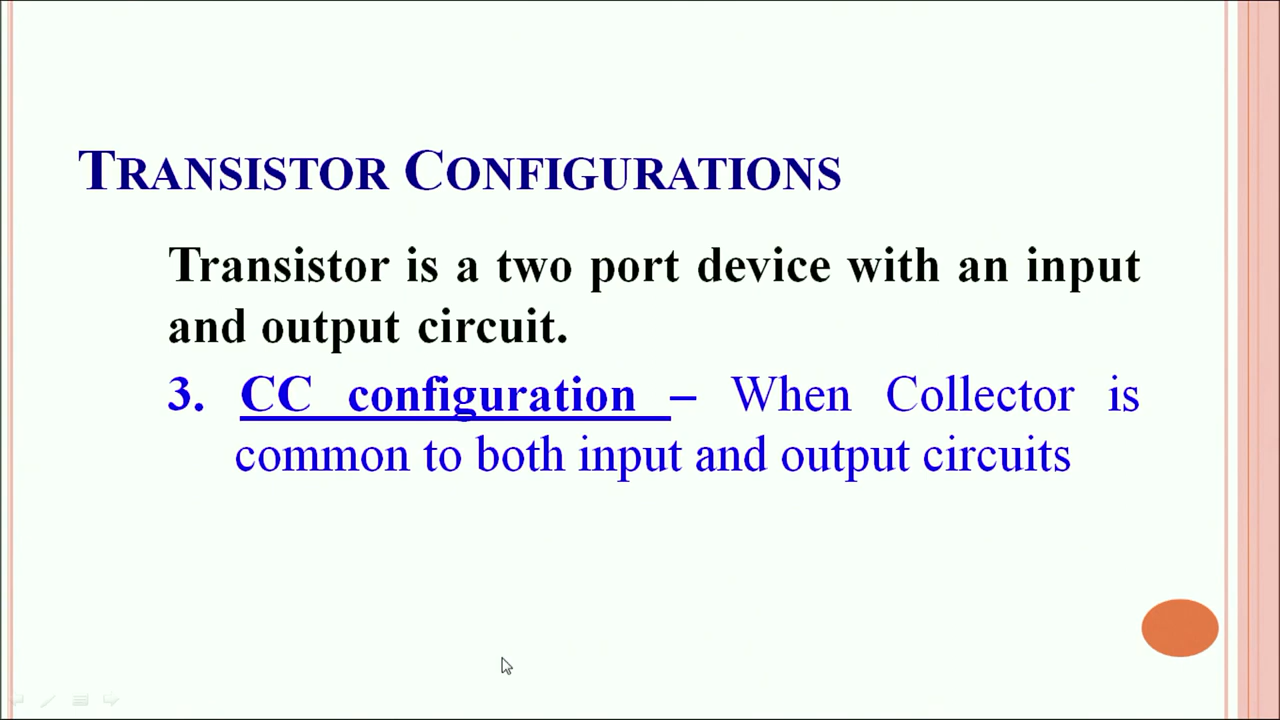 TRANSISTOR CONFIGURATIONS
Transistor is a two port device with an input
and output circuit.
3. CC configuration – When Collector is
common to both input and output circuits